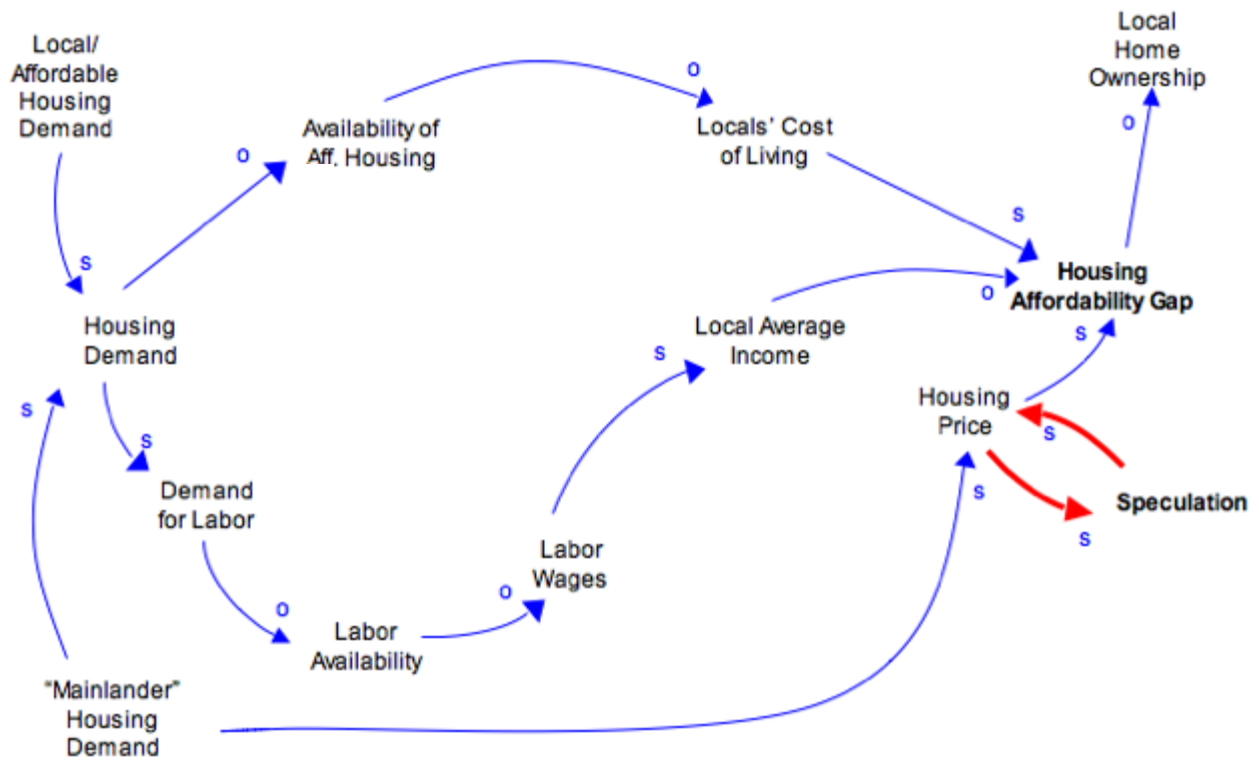 Local
Home
Ownership
Local/
Affordable
Housing
Demand
o
o
Availability of
Aff. Housing
Locals' Cost
of Living
o
o
s
s
Housing
Affordability Gap
o
Housing
Demand
Local Average
Income
s
s
s
Housing
Price
s
s
Demand
for Labor
s
Speculation
s
Labor
Wages
o
o
Labor
Availability
"Mainlander"
Housing
Demand